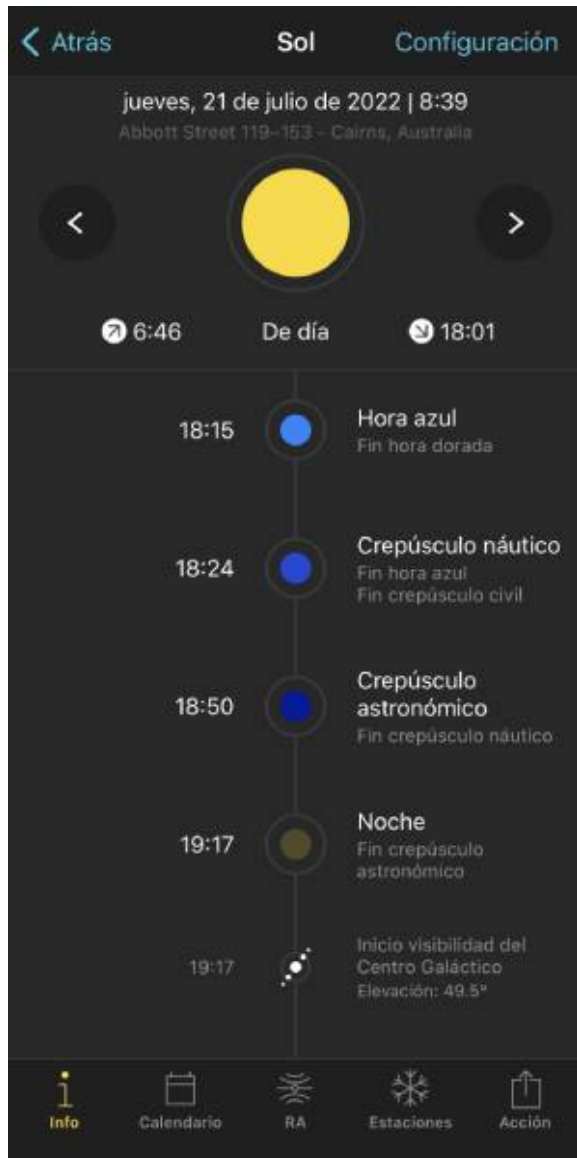 Atrás
Sol
Configuración
jueves, 21 de julio de 2022 | 8:39
Abbott Street 119–153 - Cairns, Australia
6:46
De día
18:01
18:15
Hora azul
Fin hora dorada
18:24
Crepúsculo náutico
Fin hora azul
Fin crepúsculo civil
18:50
Crepúsculo
astronómico
Fin crepúsculo náutico
19:17
Noche
Fin crepúsculo
astronómico
19:17
Inicio visibilidad del
Centro Galáctico
Elevación: 49.5°
Info
Calendario
RA
Estaciones
Acción